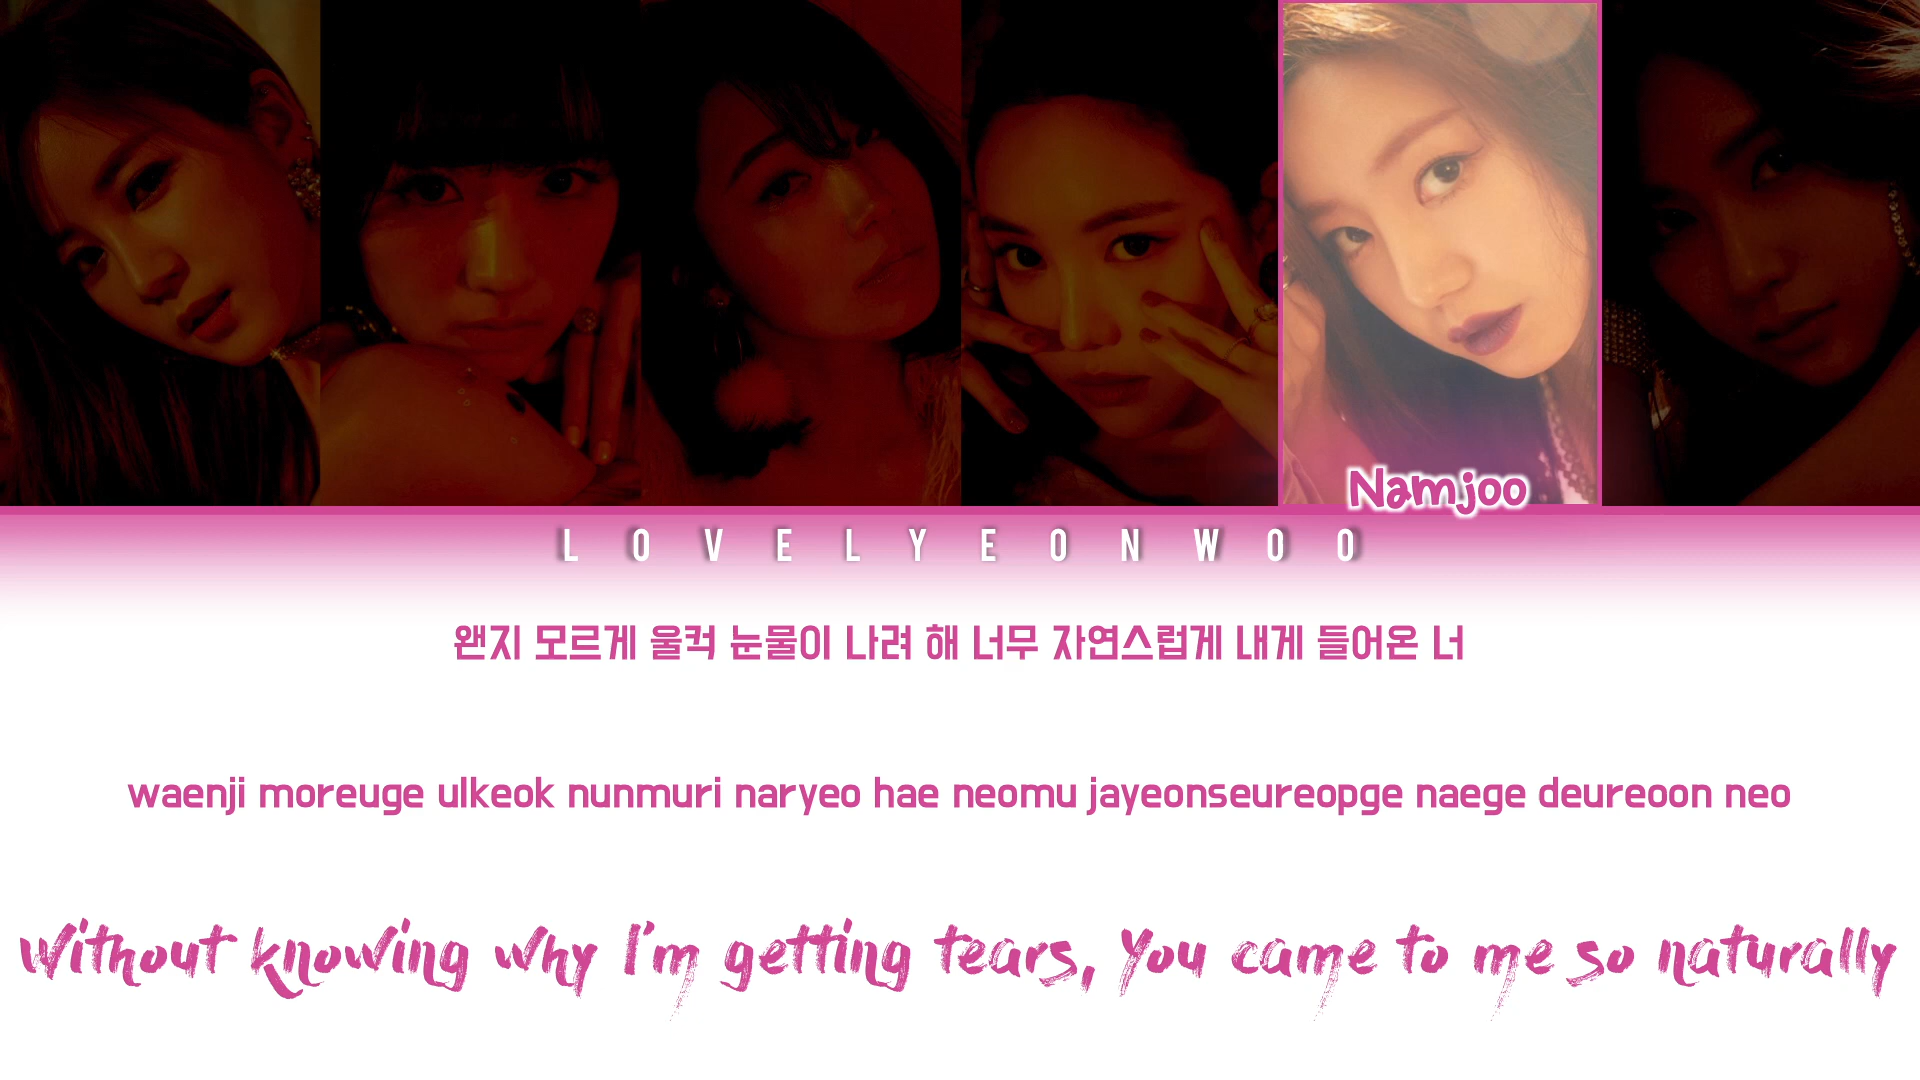 Namjoo
LOVELYEONWOO
왠지 모르게 울컥 눈물이 나려 해 너무 자연스럽게 내게 들어온 너
waenji moreuge ulkeok nunmuri naryeo hae neomu jayeonseureopge naege deureoon neo
Without knowing why I'm getting tears, You came to me so naturally